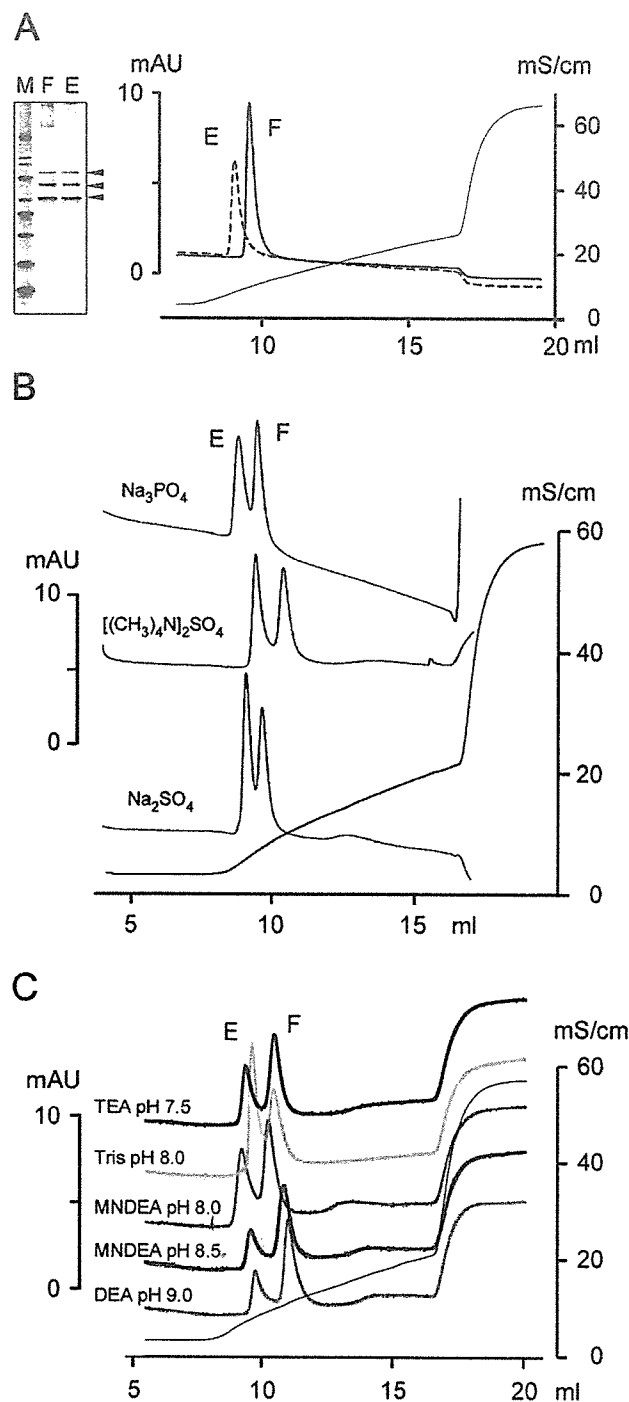 A
M F E
mAU
mS/cm
10
0
E
F
60
40
20
0
10
15
20 ml
B
E
F
Na₃PO₄
[(CH₃)₄N]₂SO₄
Na₂SO₄
mAU
10
0
mS/cm
60
40
20
0
5
10
15
ml
C
E
F
mAU
10
0
TEA pH 7.5
Tris pH 8.0
MNDEA pH 8.0
MNDEA pH 8.5
DEA pH 9.0
mS/cm
60
40
20
0
5
10
15
20
ml